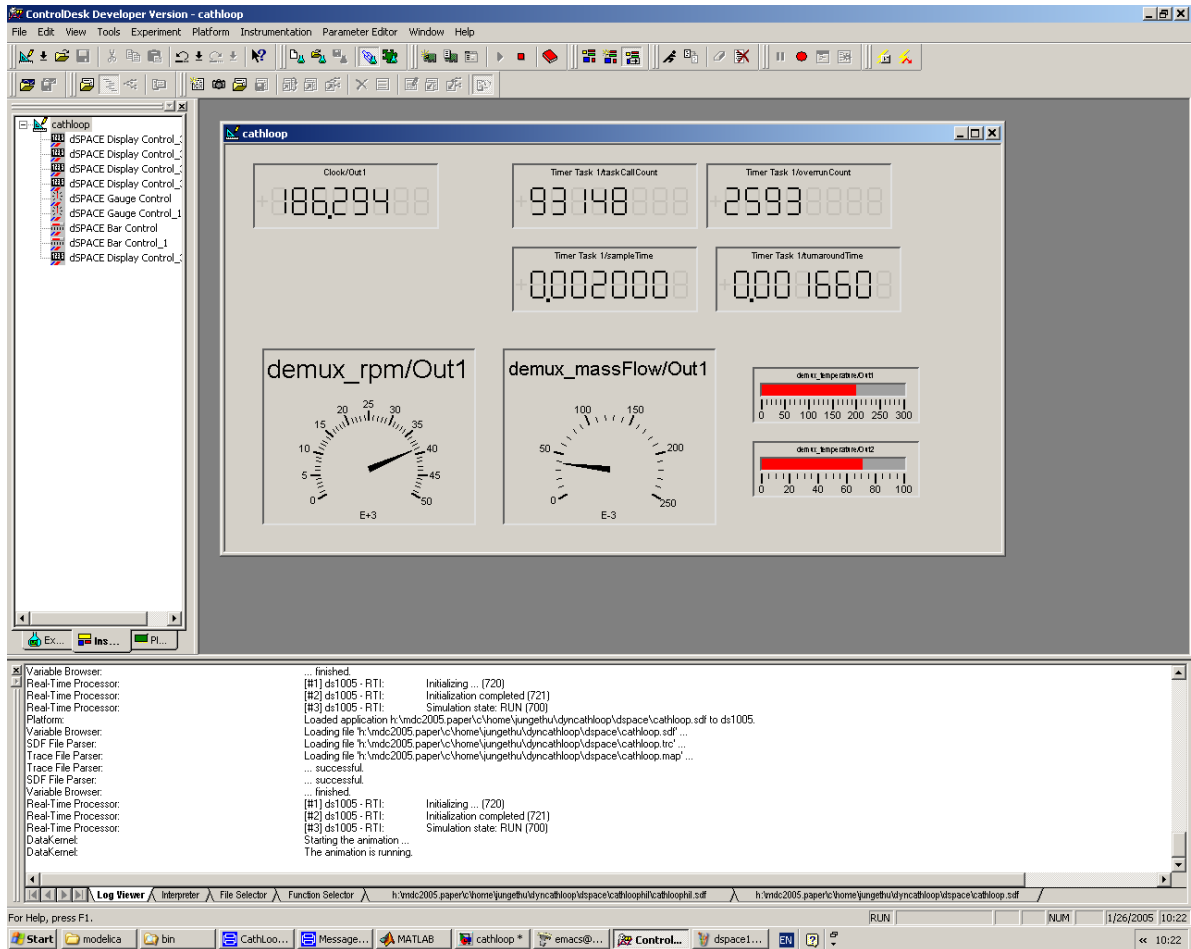 ControlDesk Developer Version - cathloop
File Edit View Tools Experiment Platform Instrumentation Parameter Editor Window Help
cathloop
dSPACE Display Control_
dSPACE Display Control_
dSPACE Display Control_
dSPACE Display Control_
dSPACE Gauge Control
dSPACE Gauge Control_1
dSPACE Bar Control
dSPACE Bar Control_1
dSPACE Display Control_
Ex... Ins... Pl...
cathloop
Clock/Out1
+186.294
Timer Task 1/taskCallCount
+93148
Timer Task 1/overrunCount
+2593
Timer Task 1/sampleTime
+0.002000
Timer Task 1/turnaroundTime
+0.001660
demux_rpm/Out1
0 5 10 15 20 25 30 35 40 45 50
E+3
demux_massFlow/Out1
0 50 100 150 200 250
E-3
demux_temperature/Out1
0 50 100 150 200 250 300
demux_temperature/Out2
0 20 40 60 80 100
Variable Browser: ... finished.
Real-Time Processor: [#1] ds1005 - RTI: Initializing ... (720)
Real-Time Processor: [#2] ds1005 - RTI: Initialization completed (721)
Real-Time Processor: [#3] ds1005 - RTI: Simulation state: RUN (700)
Platform: Loaded application h:\mdc2005.paper\c\home\jungethu\dyncathloop\dspace\cathloop.sdf to ds1005.
Variable Browser: Loading file 'h:\mdc2005.paper\c\home\jungethu\dyncathloop\dspace\cathloop.sdf' ...
SDF File Parser: Loading file 'h:\mdc2005.paper\c\home\jungethu\dyncathloop\dspace\cathloop.trc' ...
Trace File Parser: Loading file 'h:\mdc2005.paper\c\home\jungethu\dyncathloop\dspace\cathloop.map' ...
Trace File Parser: ... successful.
SDF File Parser: ... successful.
Variable Browser: ... finished.
Real-Time Processor: [#1] ds1005 - RTI: Initializing ... (720)
Real-Time Processor: [#2] ds1005 - RTI: Initialization completed (721)
Real-Time Processor: [#3] ds1005 - RTI: Simulation state: RUN (700)
DataKernel: Starting the animation ...
DataKernel: The animation is running.
Log Viewer Interpreter File Selector Function Selector h:\mdc2005.paper\c\home\jungethu\dyncathloop\dspace\cathloophil\cathloophil.sdf h:\mdc2005.paper\c\home\jungethu\dyncathloop\dspace\cathloop.sdf
For Help, press F1. RUN NUM 1/26/2005 10:22
Start modelica bin CathLoo... Message... MATLAB cathloop * emacs@... Control... dspace1... EN « 10:22